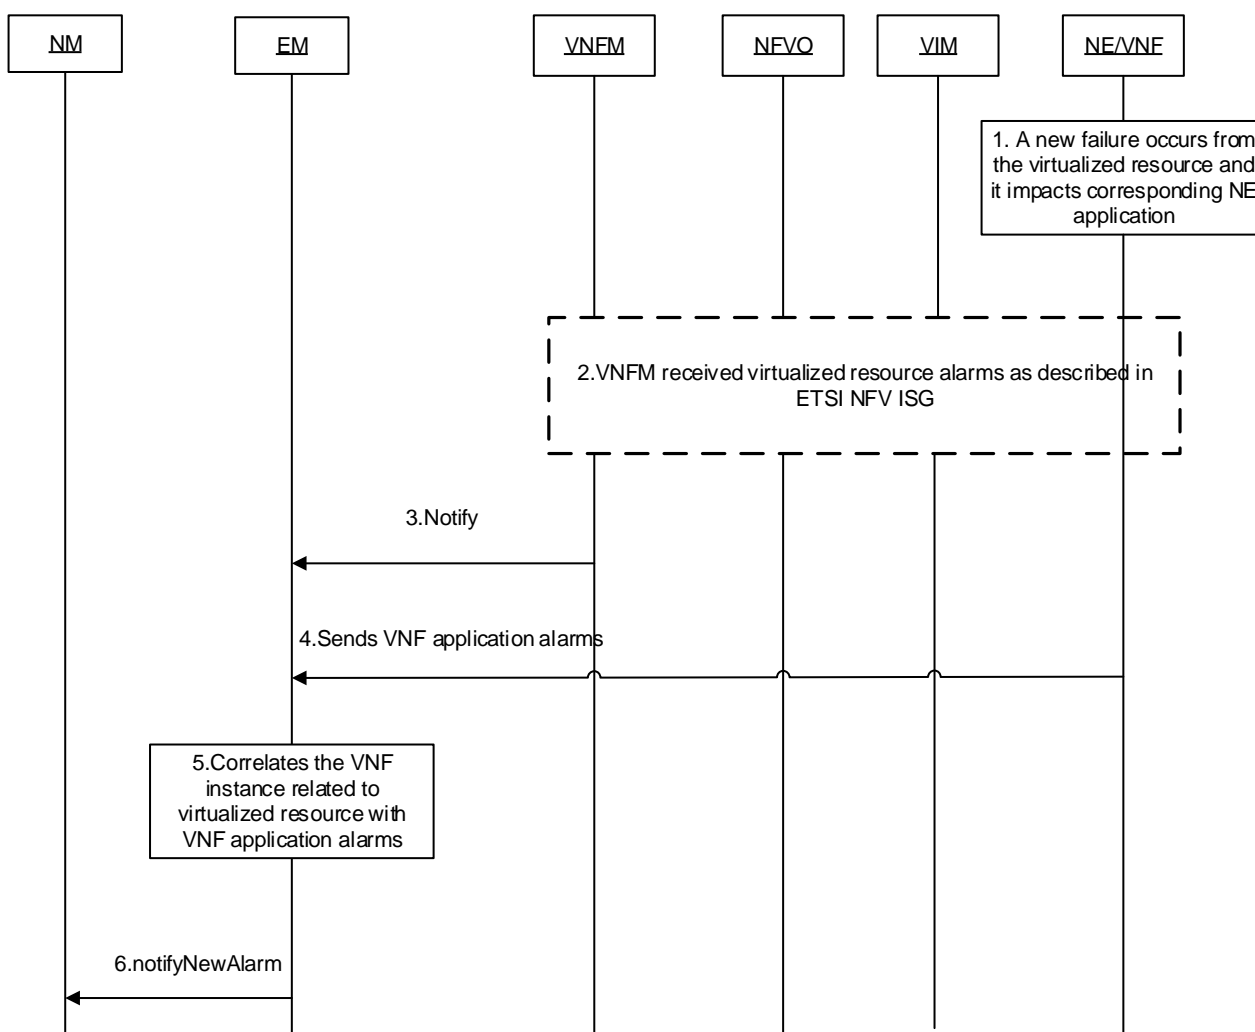 NM
EM
VNFM
NFVO
VIM
NE/VNF
1. A new failure occurs from
the virtualized resource and
it impacts corresponding NE
application
2.VNFM received virtualized resource alarms as described in
ETSI NFV ISG
3.Notify
4.Sends VNF application alarms
5.Correlates the VNF
instance related to
virtualized resource with
VNF application alarms
6.notifyNewAlarm